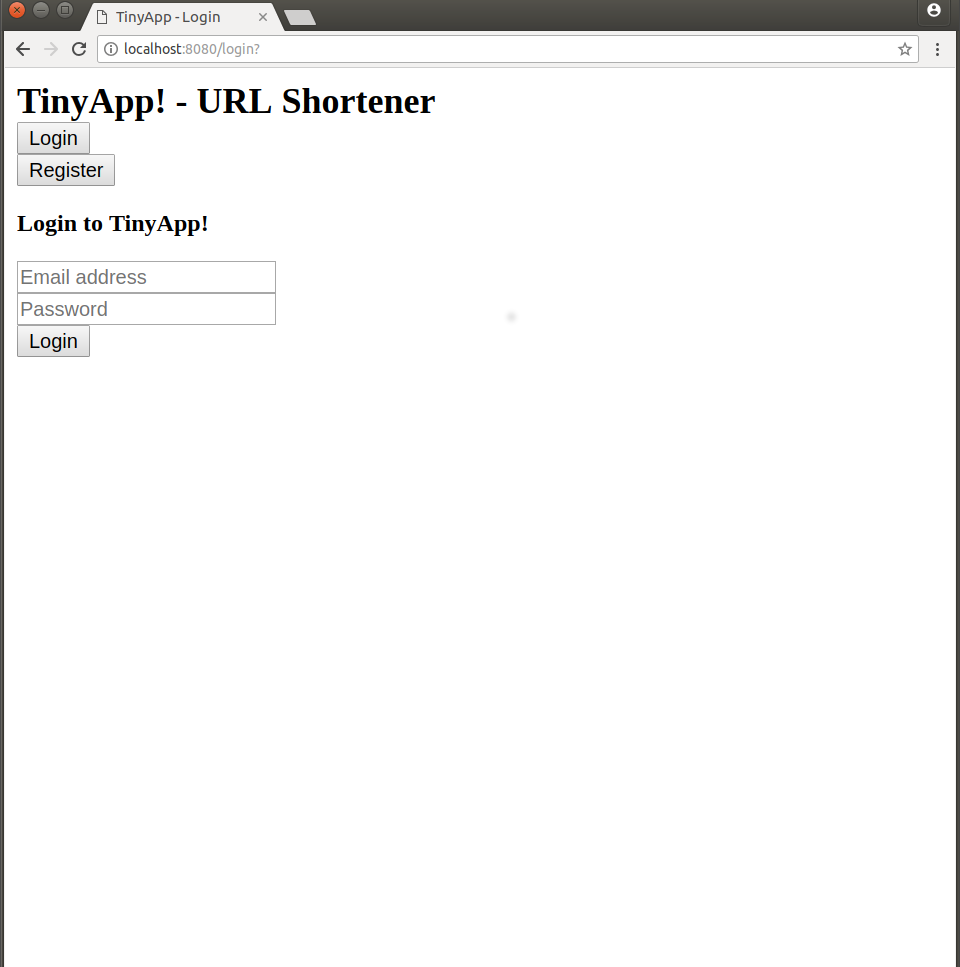 TinyApp - Login
localhost:8080/login?
TinyApp! - URL Shortener
Login
Register
Login to TinyApp!
Email address
Password
Login